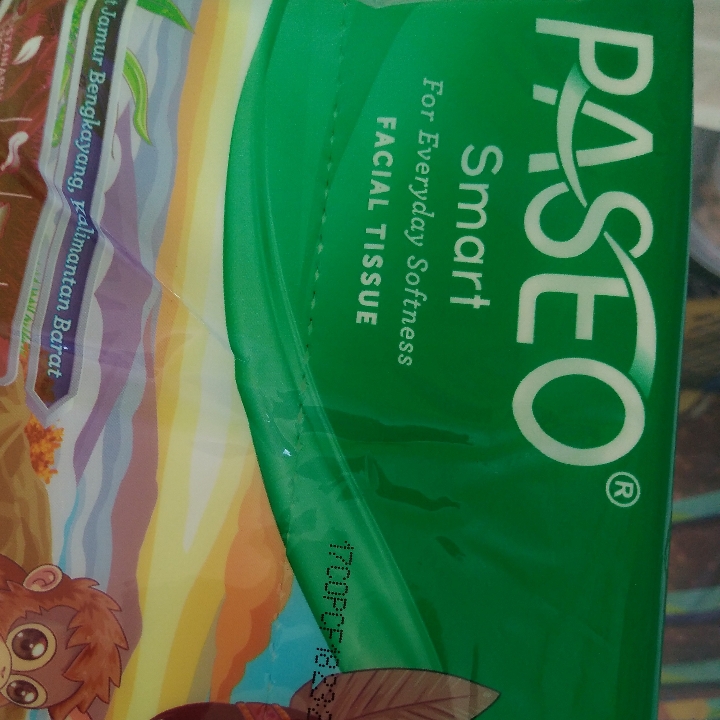 PASEO®
Smart
For Everyday Softness
FACIAL TISSUE
Jamur Bengkayang, Kalimantan Barat